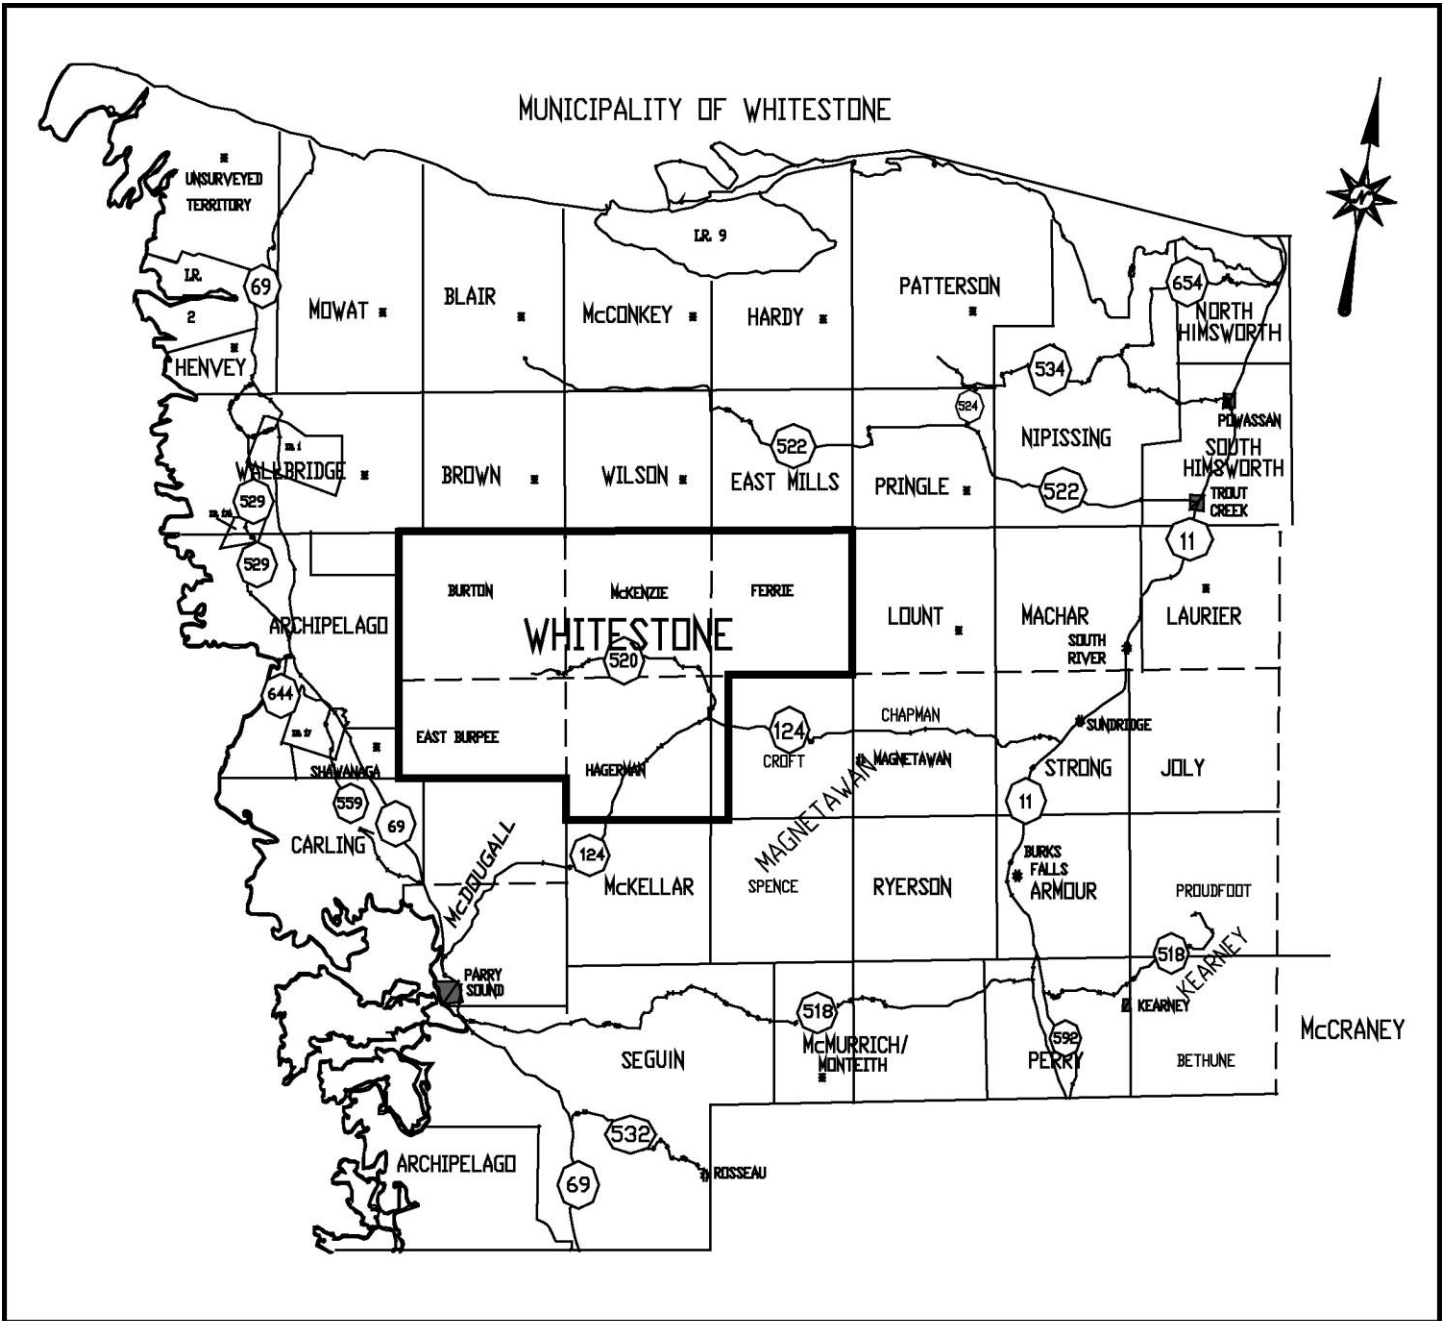 MUNICIPALITY OF WHITESTONE
N
UNSURVEYED
TERRITORY
I.R. 9
I.R.
2
69
654
MOWAT
BLAIR
McCONKEY
HARDY
PATTERSON
NORTH
HIMSWORTH
HENVEY
534
524
POWASSAN
I.R. 1
522
NIPISSING
SOUTH
HIMSWORTH
WALLBRIDGE
BROWN
WILSON
EAST MILLS
PRINGLE
522
TROUT
CREEK
529
11
529
BURTON
McKENZIE
FERRIE
ARCHIPELAGO
WHITESTONE
LOUNT
MACHAR
LAURIER
SOUTH
RIVER
520
644
CHAPMAN
SUNDRIDGE
EAST BURPEE
124
CROFT
MAGNETAWAN
HAGERMAN
SHAWANAGA
STRONG
JOLY
559
69
11
MAGNETAWAN
CARLING
McDOUGALL
124
BURKS
FALLS
McKELLAR
SPENCE
RYERSON
ARMOUR
PROUDFOOT
518
KEARNEY
PARRY
SOUND
KEARNEY
518
McCRANEY
SEGUIN
McMURRICH/
MONTEITH
592
PERRY
BETHUNE
532
ARCHIPELAGO
ROSSEAU
69